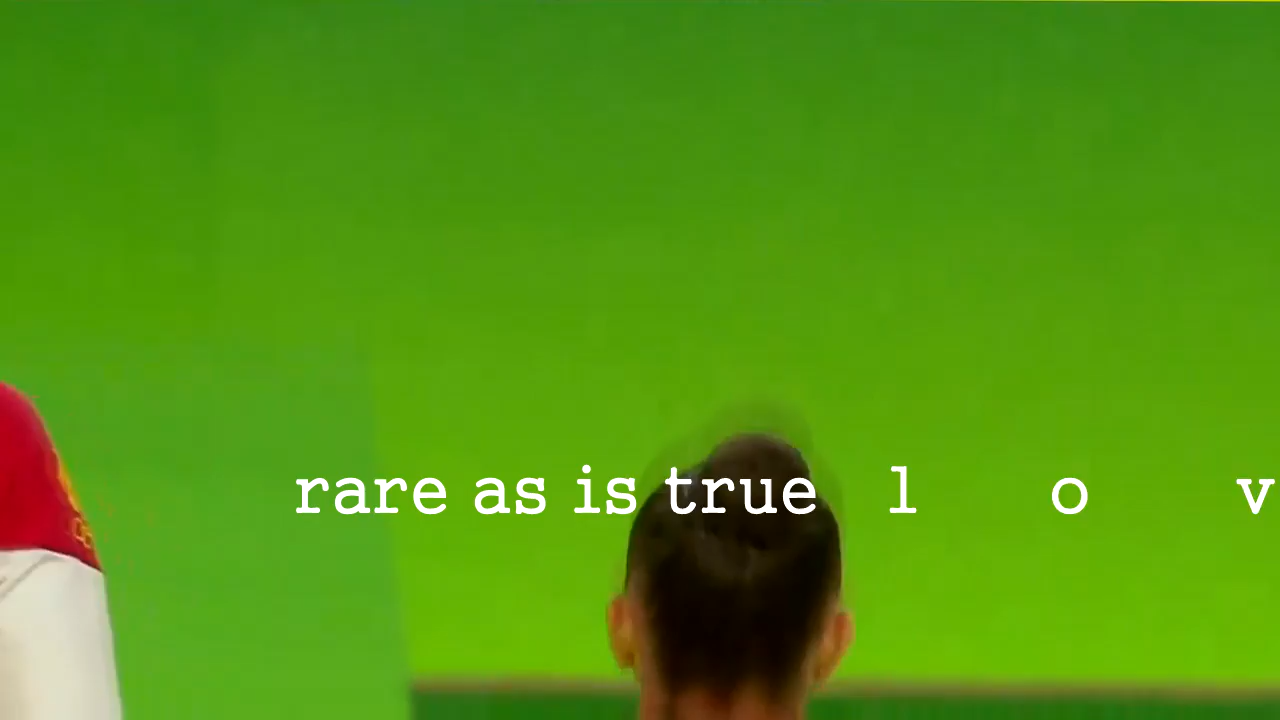 rare as is true l o v